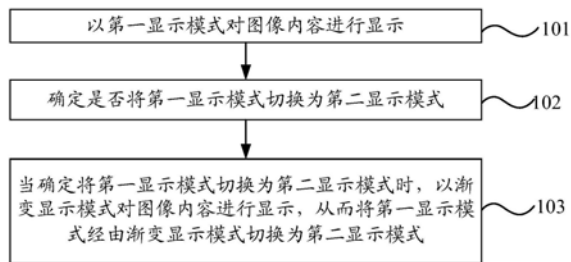 以第一显示模式对图像内容进行显示
101
确定是否将第一显示模式切换为第二显示模式
102
当确定将第一显示模式切换为第二显示模式时，以渐
变显示模式对图像内容进行显示，从而将第一显示模
式经由渐变显示模式切换为第二显示模式
103